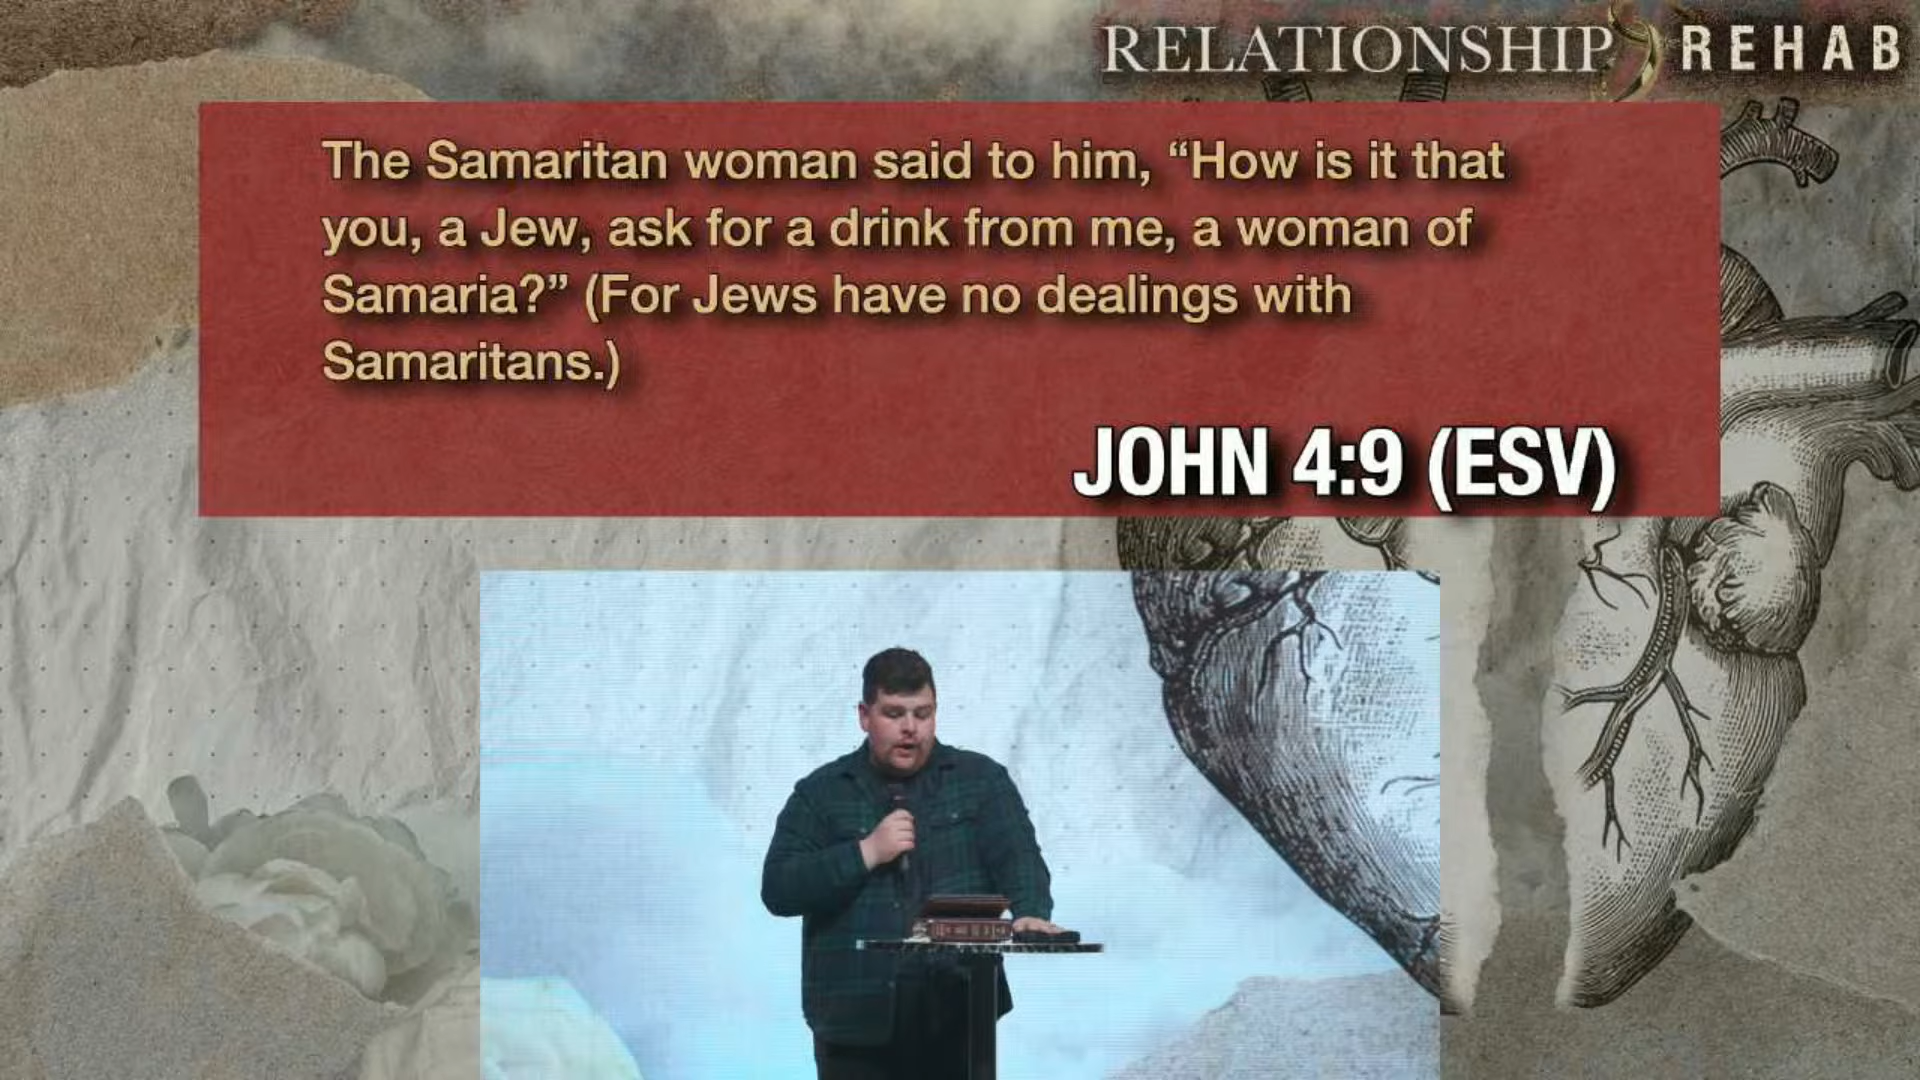 RELATIONSHIP REHAB
The Samaritan woman said to him, “How is it that
you, a Jew, ask for a drink from me, a woman of
Samaria?” (For Jews have no dealings with
Samaritans.)
JOHN 4:9 (ESV)